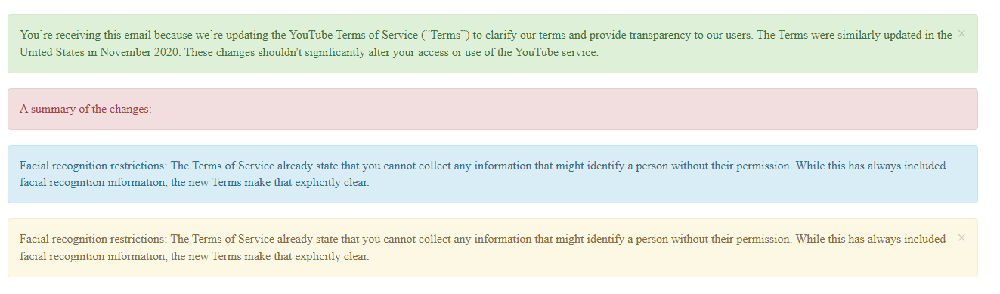 You’re receiving this email because we’re updating the YouTube Terms of Service (“Terms”) to clarify our terms and provide transparency to our users. The Terms were similarly updated in the ×
United States in November 2020. These changes shouldn't significantly alter your access or use of the YouTube service.
A summary of the changes:
Facial recognition restrictions: The Terms of Service already state that you cannot collect any information that might identify a person without their permission. While this has always included
facial recognition information, the new Terms make that explicitly clear.
Facial recognition restrictions: The Terms of Service already state that you cannot collect any information that might identify a person without their permission. While this has always included ×
facial recognition information, the new Terms make that explicitly clear.